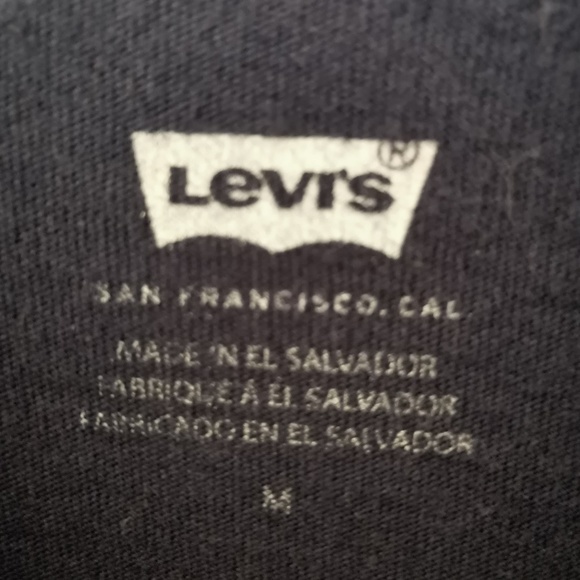 Levi's®
SAN FRANCISCO, CAL
MADE IN EL SALVADOR
FABRIQUÉ À EL SALVADOR
FABRICADO EN EL SALVADOR
M